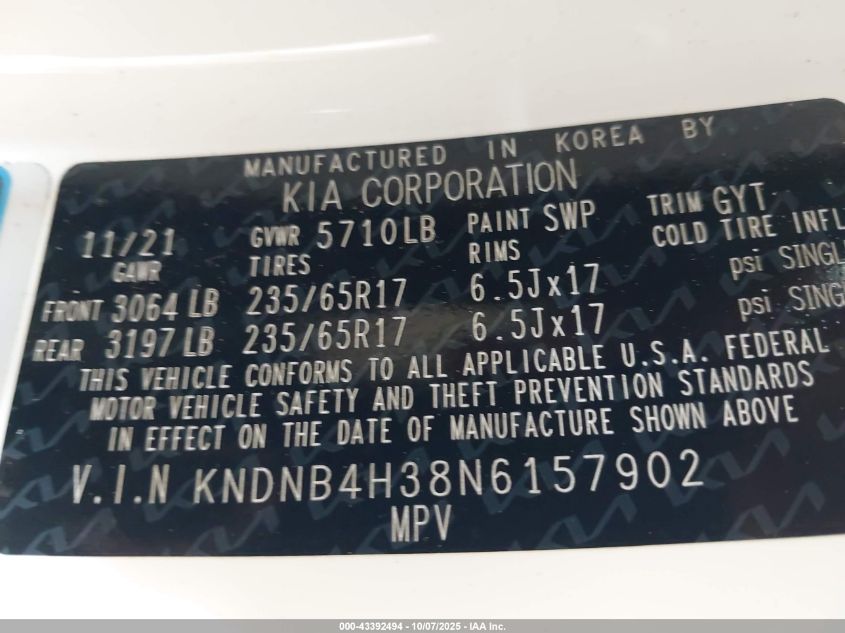 MANUFACTURED IN KOREA BY
KIA CORPORATION
11/21 GVWR 5710LB PAINT SWP TRIM GYT
GAWR TIRES RIMS COLD TIRE INFL
FRONT 3064 LB 235/65R17 6.5Jx17 psi SINGL
REAR 3197 LB 235/65R17 6.5Jx17 psi SING
THIS VEHICLE CONFORMS TO ALL APPLICABLE U.S.A. FEDERAL
MOTOR VEHICLE SAFETY AND THEFT PREVENTION STANDARDS
IN EFFECT ON THE DATE OF MANUFACTURE SHOWN ABOVE
V.I.N KNDNB4H38N6157902
MPV
000-43392494 - 10/07/2025 - IAA Inc.